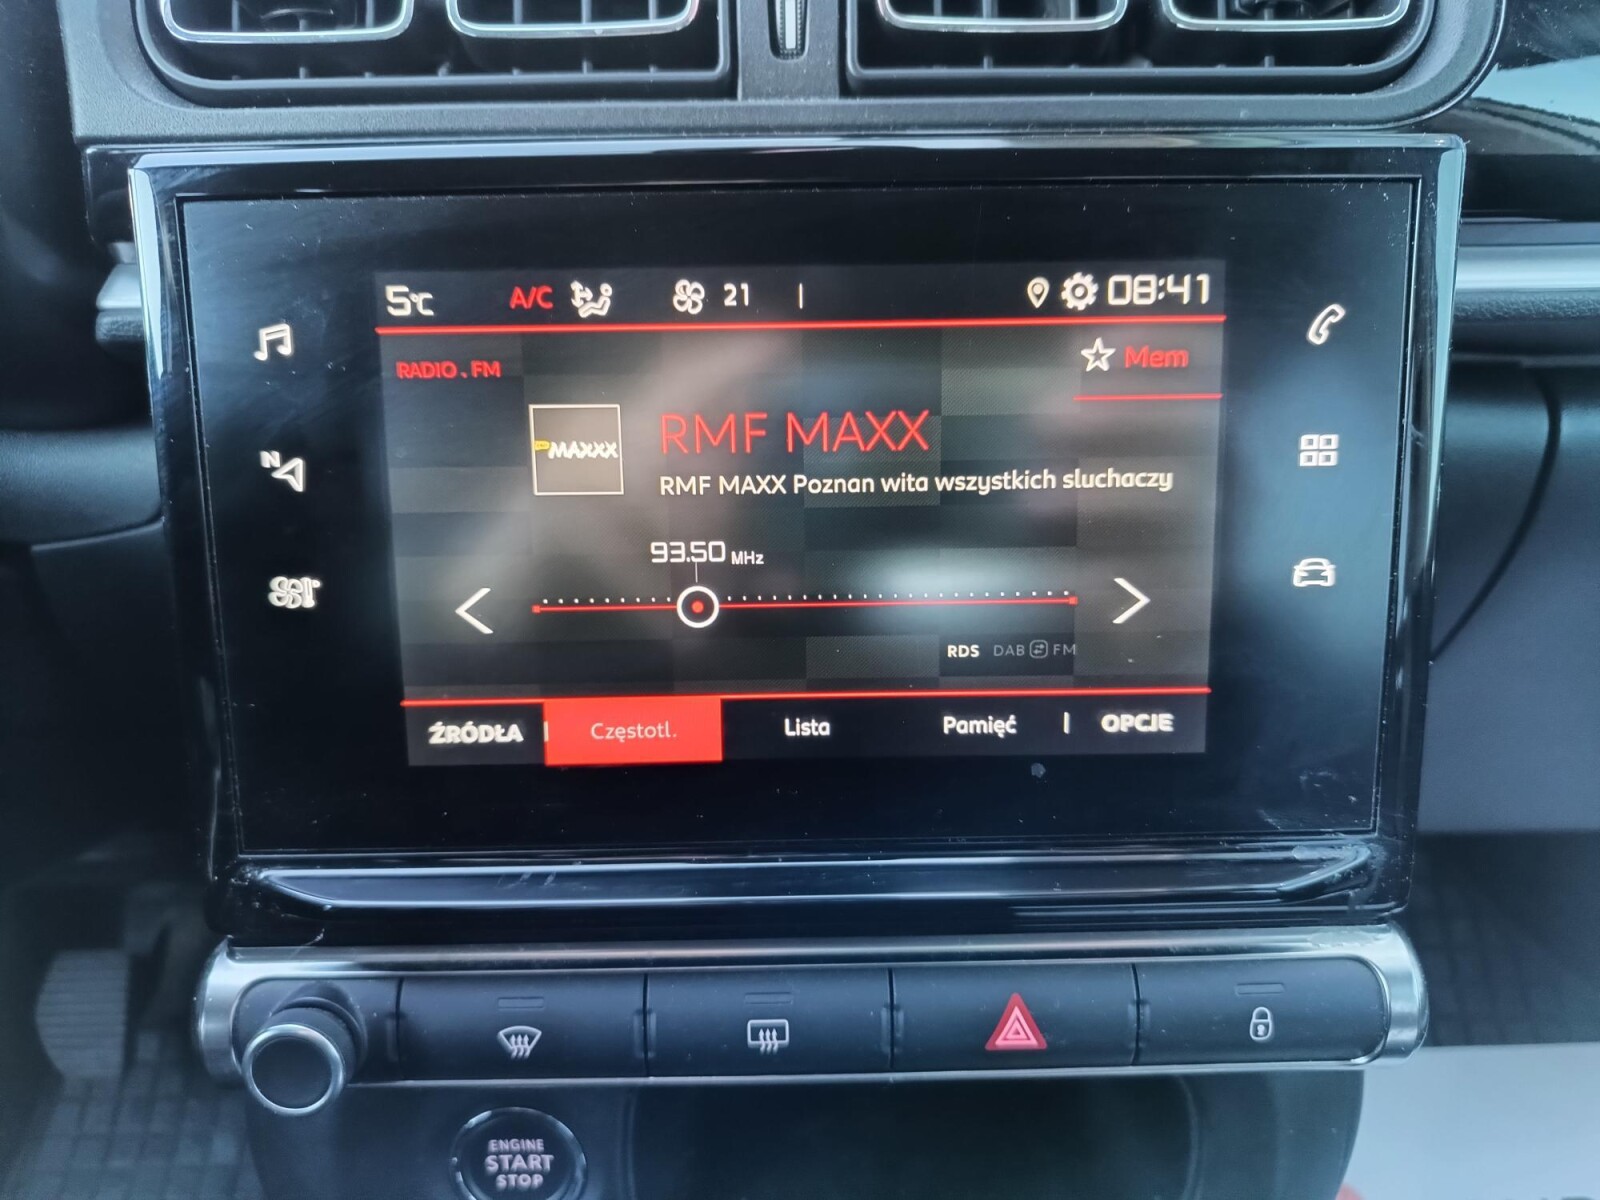 5°C A/C 21 08:41
RADIO . FM
Mem
MAXXX
RMF MAXX
RMF MAXX Poznan wita wszystkich sluchaczy
93.50 MHz
RDS DAB FM
ŹRÓDŁA Częstotl. Lista Pamięć OPCJE
N
ENGINE
START
STOP